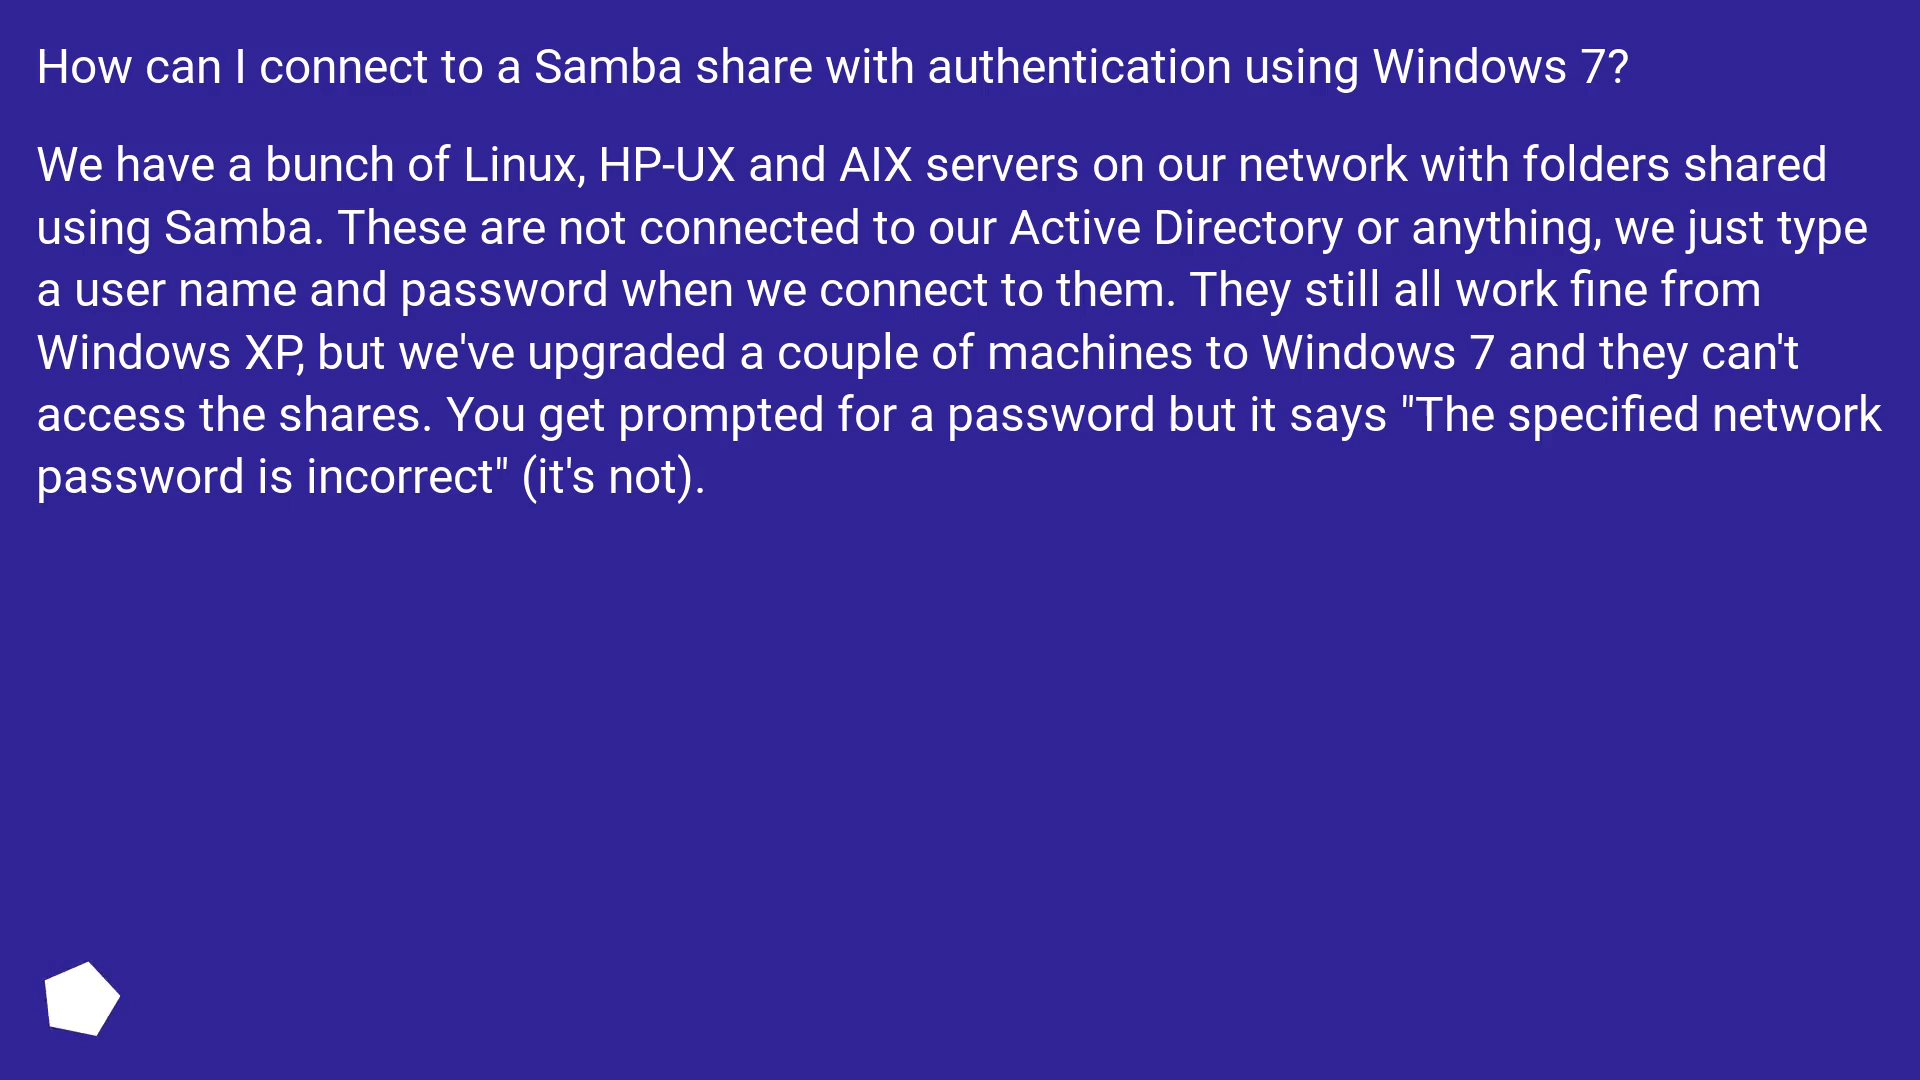 How can I connect to a Samba share with authentication using Windows 7?
We have a bunch of Linux, HP-UX and AIX servers on our network with folders shared
using Samba. These are not connected to our Active Directory or anything, we just type
a user name and password when we connect to them. They still all work fine from
Windows XP, but we've upgraded a couple of machines to Windows 7 and they can't
access the shares. You get prompted for a password but it says "The specified network
password is incorrect" (it's not).